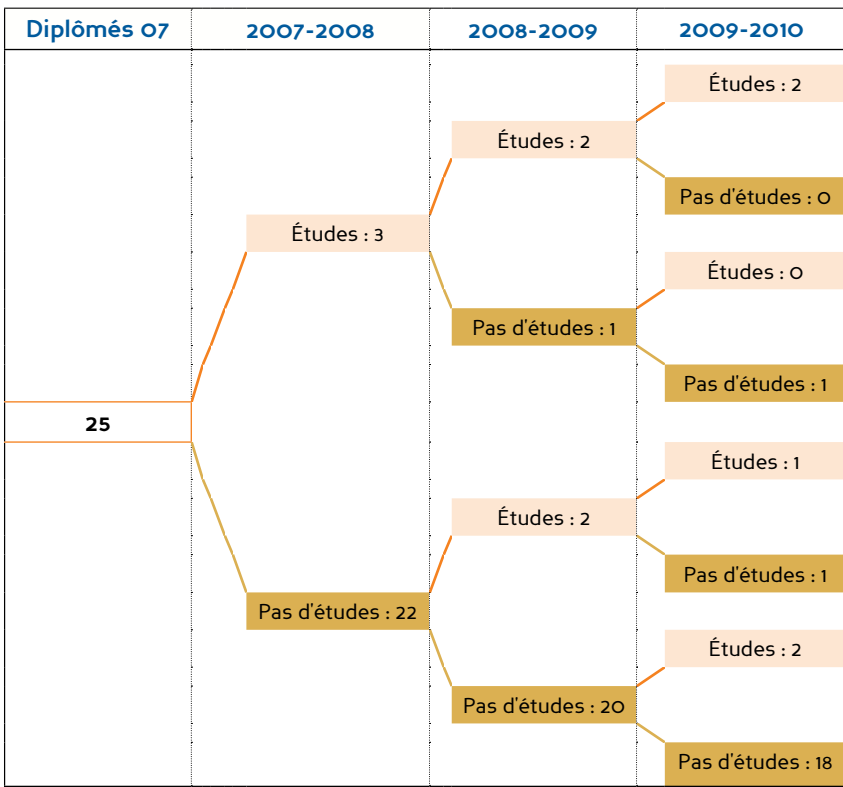 Diplômés 07 2007-2008 2008-2009 2009-2010
Études : 2
Études : 2
Pas d'études : 0
Études : 3
Études : 0
Pas d'études : 1
Pas d'études : 1
25
Études : 1
Études : 2
Pas d'études : 1
Pas d'études : 22
Études : 2
Pas d'études : 20
Pas d'études : 18